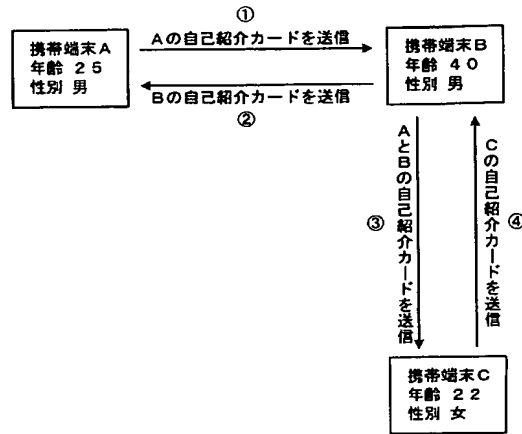 ①
Aの自己紹介カードを送信
携帯端末A
年齢 25
性別 男
携帯端末B
年齢 40
性別 男
Bの自己紹介カードを送信
②
③
AとBの自己紹介カードを送信
Cの自己紹介カードを送信
④
携帯端末C
年齢 22
性別 女